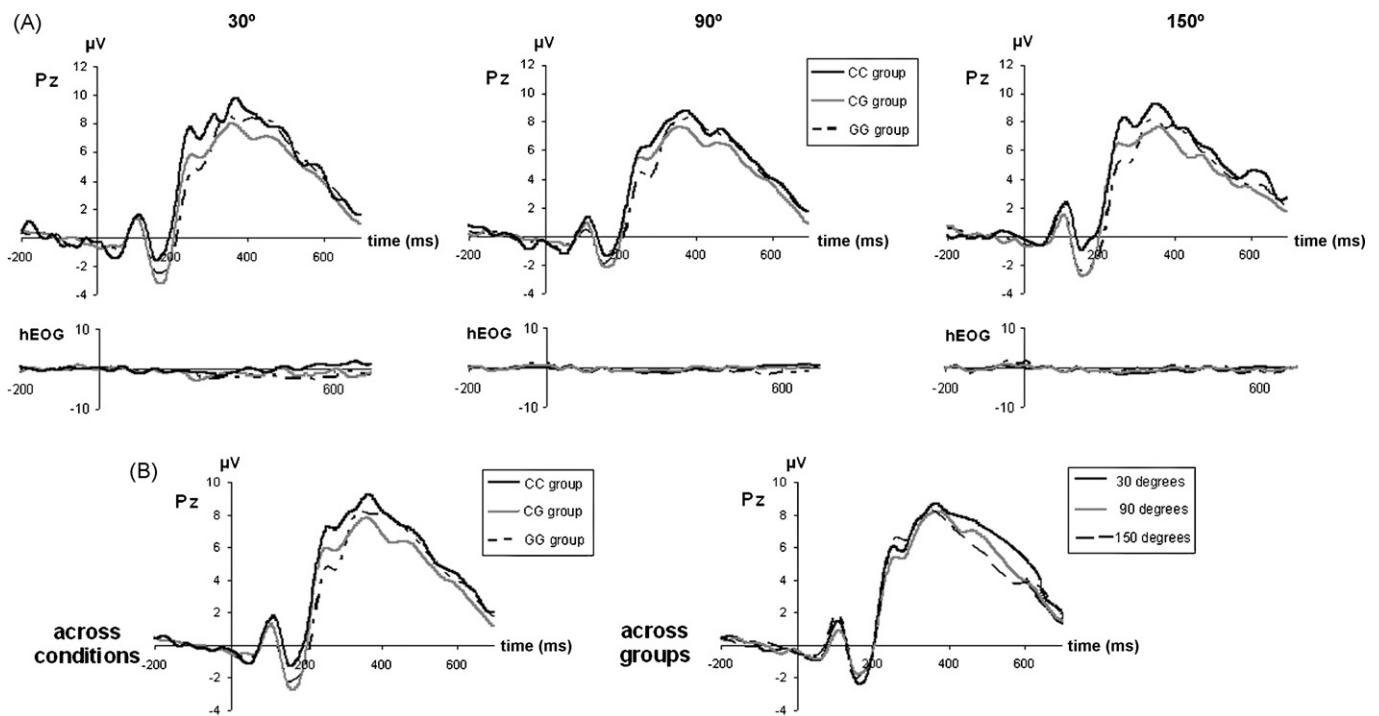 (A)
30º
90º
150º
µV
µV
µV
Pz
Pz
Pz
12
10
8
6
4
2
-2
-4
12
10
8
6
4
2
0
-2
-4
12
10
8
6
4
2
0
-2
-4
CC group
CG group
GG group
-200
200
400
600
time (ms)
-200
200
400
600
time (ms)
-200
200
400
600
time (ms)
hEOG
10
-10
-200
600
hEOG
10
-10
-200
600
hEOG
10
-10
-200
600
(B)
µV
Pz
10
8
6
4
2
0
-2
-4
CC group
CG group
GG group
across
conditions
-200
200
400
600
time (ms)
µV
Pz
10
8
6
4
2
0
-2
-4
30 degrees
90 degrees
150 degrees
across
groups
-200
200
400
600
time (ms)